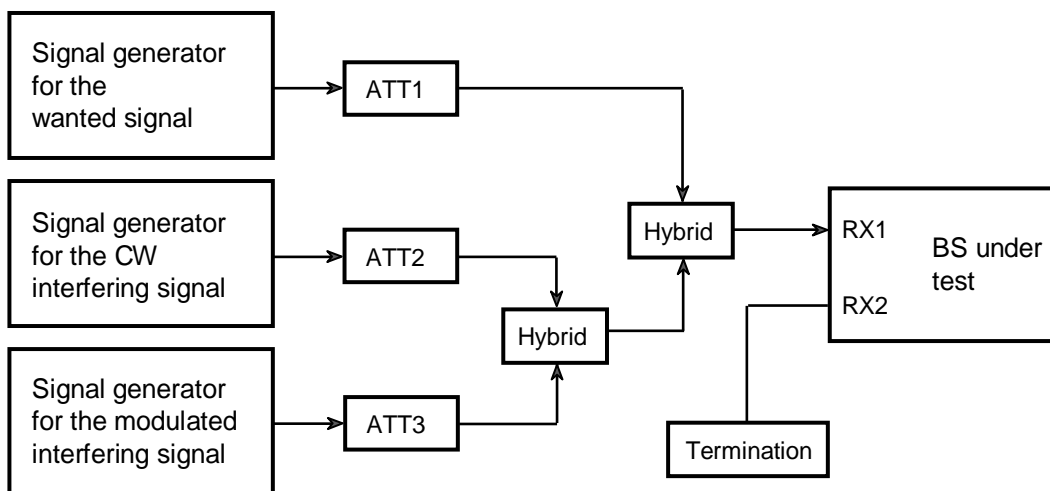 Signal generator
for the
wanted signal
ATT1
Signal generator
for the CW
interfering signal
ATT2
Hybrid
Hybrid
RX1
BS under
test
RX2
Signal generator
for the modulated
interfering signal
ATT3
Termination